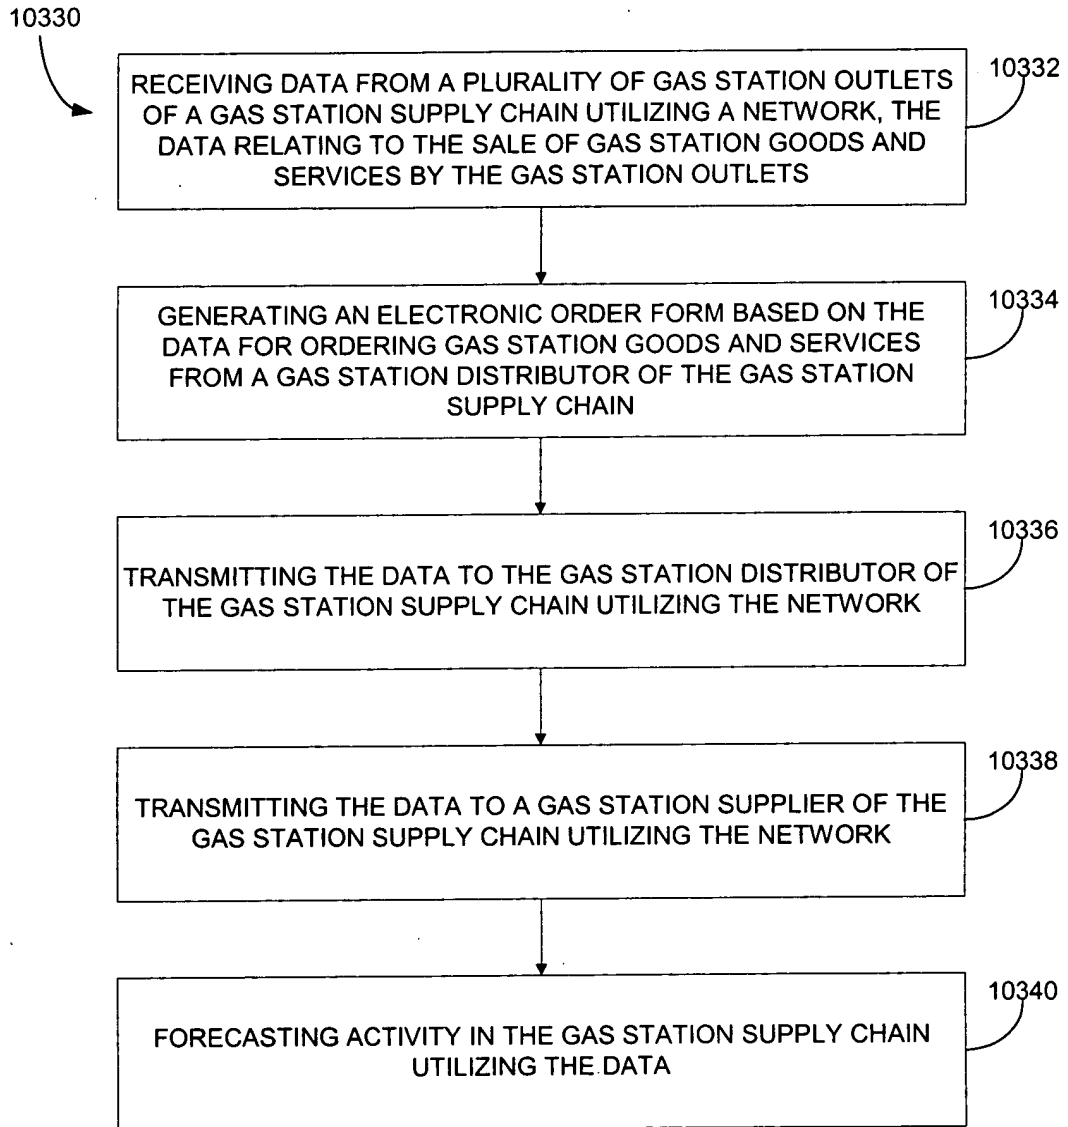 10330
RECEIVING DATA FROM A PLURALITY OF GAS STATION OUTLETS
OF A GAS STATION SUPPLY CHAIN UTILIZING A NETWORK, THE
DATA RELATING TO THE SALE OF GAS STATION GOODS AND
SERVICES BY THE GAS STATION OUTLETS
10332
GENERATING AN ELECTRONIC ORDER FORM BASED ON THE
DATA FOR ORDERING GAS STATION GOODS AND SERVICES
FROM A GAS STATION DISTRIBUTOR OF THE GAS STATION
SUPPLY CHAIN
10334
TRANSMITTING THE DATA TO THE GAS STATION DISTRIBUTOR OF
THE GAS STATION SUPPLY CHAIN UTILIZING THE NETWORK
10336
TRANSMITTING THE DATA TO A GAS STATION SUPPLIER OF THE
GAS STATION SUPPLY CHAIN UTILIZING THE NETWORK
10338
FORECASTING ACTIVITY IN THE GAS STATION SUPPLY CHAIN
UTILIZING THE DATA
10340